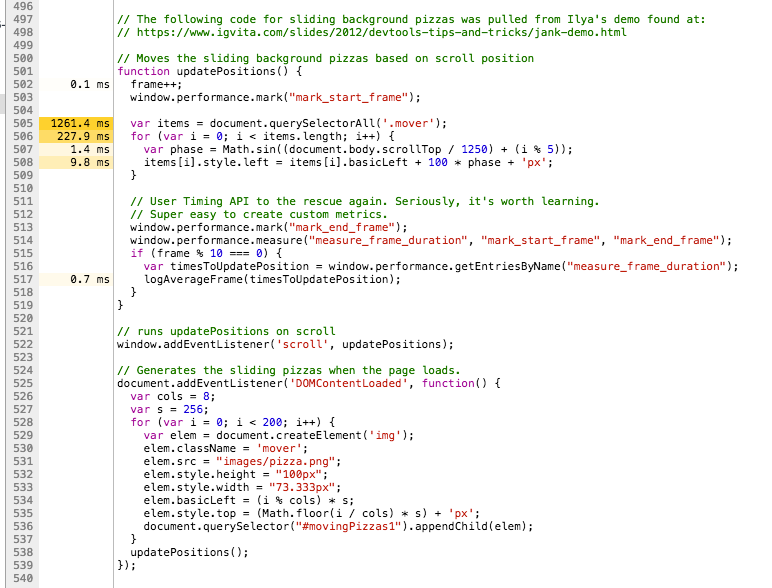 496
497 // The following code for sliding background pizzas was pulled from Ilya's demo found at:
498 // https://www.igvita.com/slides/2012/devtools-tips-and-tricks/jank-demo.html
499
500 // Moves the sliding background pizzas based on scroll position
501 function updatePositions() {
502 0.1 ms frame++;
503 window.performance.mark("mark_start_frame");
504
505 1261.4 ms var items = document.querySelectorAll('.mover');
506 227.9 ms for (var i = 0; i < items.length; i++) {
507 1.4 ms var phase = Math.sin((document.body.scrollTop / 1250) + (i % 5));
508 9.8 ms items[i].style.left = items[i].basicLeft + 100 * phase + 'px';
509 }
510
511 // User Timing API to the rescue again. Seriously, it's worth learning.
512 // Super easy to create custom metrics.
513 window.performance.mark("mark_end_frame");
514 window.performance.measure("measure_frame_duration", "mark_start_frame", "mark_end_frame");
515 if (frame % 10 === 0) {
516 var timesToUpdatePosition = window.performance.getEntriesByName("measure_frame_duration");
517 0.7 ms logAverageFrame(timesToUpdatePosition);
518 }
519 }
520
521 // runs updatePositions on scroll
522 window.addEventListener('scroll', updatePositions);
523
524 // Generates the sliding pizzas when the page loads.
525 document.addEventListener('DOMContentLoaded', function() {
526 var cols = 8;
527 var s = 256;
528 for (var i = 0; i < 200; i++) {
529 var elem = document.createElement('img');
530 elem.className = 'mover';
531 elem.src = "images/pizza.png";
532 elem.style.height = "100px";
533 elem.style.width = "73.333px";
534 elem.basicLeft = (i % cols) * s;
535 elem.style.top = (Math.floor(i / cols) * s) + 'px';
536 document.querySelector("#movingPizzas1").appendChild(elem);
537 }
538 updatePositions();
539 });
540